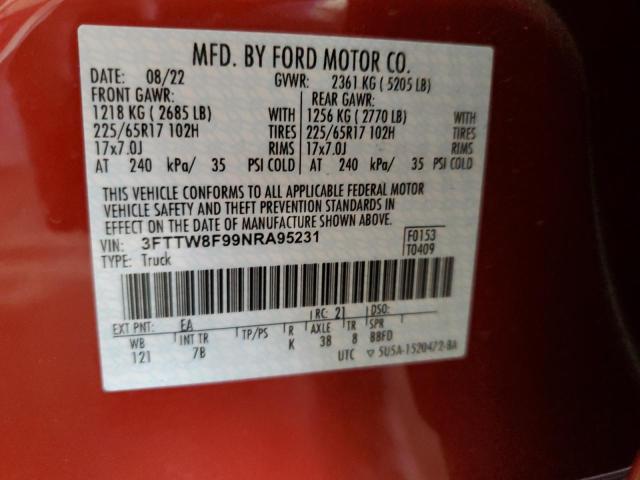 MFD. BY FORD MOTOR CO.
DATE: 08/22 GVWR: 2361 KG ( 5205 LB)
FRONT GAWR: REAR GAWR:
1218 KG ( 2685 LB) WITH 1256 KG ( 2770 LB) WITH
225/65R17 102H TIRES 225/65R17 102H TIRES
17x7.0J RIMS 17x7.0J RIMS
AT 240 kPa/ 35 PSI COLD AT 240 kPa/ 35 PSI COLD
THIS VEHICLE CONFORMS TO ALL APPLICABLE FEDERAL MOTOR
VEHICLE SAFETY AND THEFT PREVENTION STANDARDS IN
EFFECT ON THE DATE OF MANUFACTURE SHOWN ABOVE.
VIN: 3FTTW8F99NRA95231 F0153
TYPE: Truck T0409
EXT PNT: EA RC: 21 DSO:
WB INT TR TP/PS R AXLE TR SPR
121 7B K 38 8 BBFD
UTC ▽ 5U5A-1520472-BA